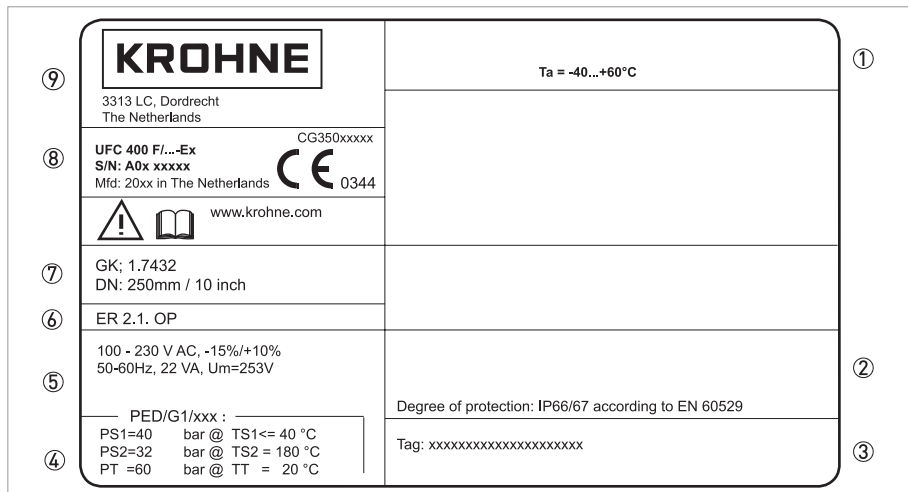 KROHNE
3313 LC, Dordrecht
The Netherlands
CG350xxxxx
UFC 400 F/...-Ex
S/N: A0x xxxxx
Mfd: 20xx in The Netherlands
CE 0344
www.krohne.com
GK; 1.7432
DN: 250mm / 10 inch
ER 2.1. OP
100 - 230 V AC, -15%/+10%
50-60Hz, 22 VA, Um=253V
PED/G1/xxx :
PS1=40 bar @ TS1<= 40 °C
PS2=32 bar @ TS2 = 180 °C
PT =60 bar @ TT = 20 °C
Ta = -40...+60°C
Degree of protection: IP66/67 according to EN 60529
Tag: xxxxxxxxxxxxxxxxxxxxx
⑨
⑧
⑦
⑥
⑤
④
①
②
③